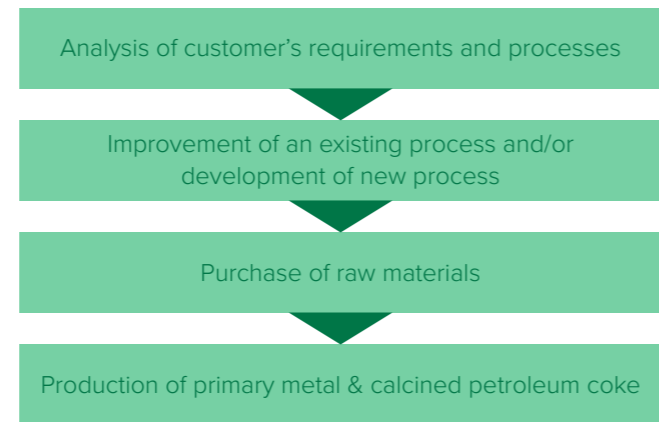 Analysis of customer’s requirements and processes
Improvement of an existing process and/or
development of new process
Purchase of raw materials
Production of primary metal & calcined petroleum coke